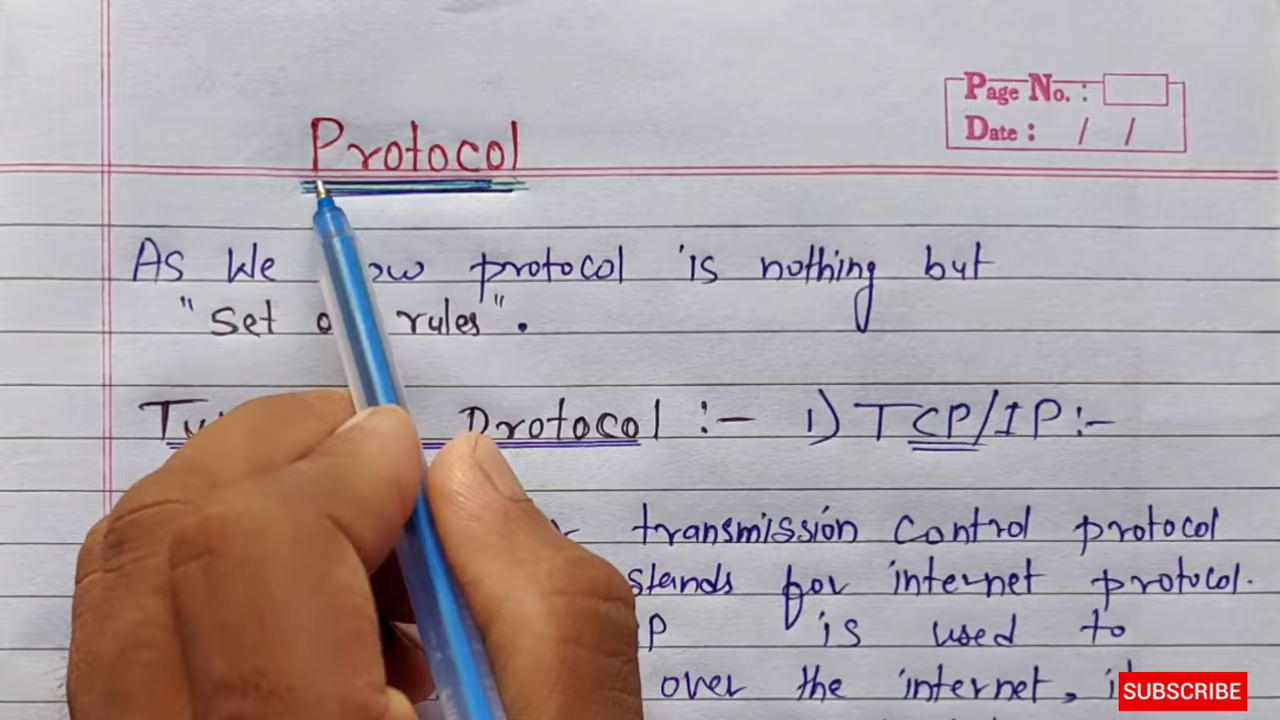 Page No. :
Date : / /
Protocol
As We protocol is nothing but
"set rules".
Protocol :- 1) TCP/IP :-
transmission control protocol
stands for internet protocol.
is used to
over the internet,
SUBSCRIBE